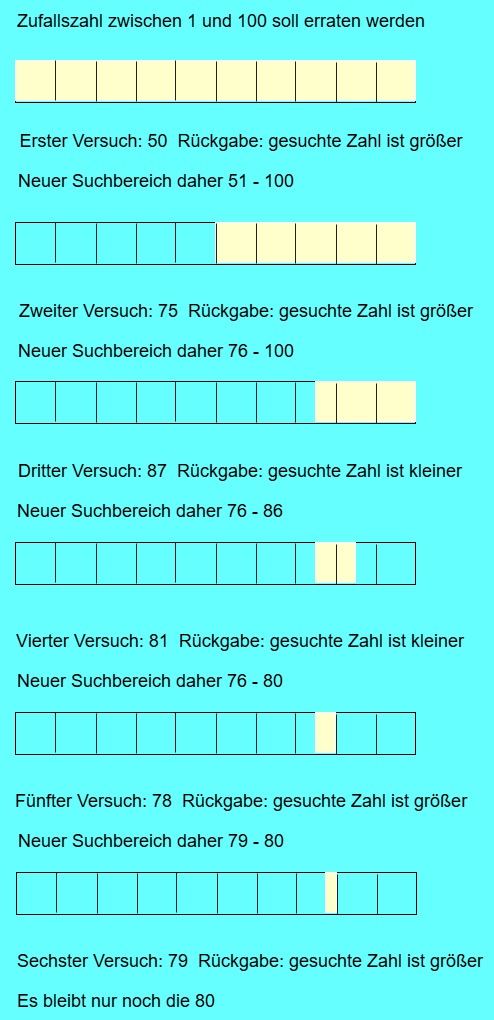 Zufallszahl zwischen 1 und 100 soll erraten werden
Erster Versuch: 50  Rückgabe: gesuchte Zahl ist größer
Neuer Suchbereich daher 51 - 100
Zweiter Versuch: 75  Rückgabe: gesuchte Zahl ist größer
Neuer Suchbereich daher 76 - 100
Dritter Versuch: 87  Rückgabe: gesuchte Zahl ist kleiner
Neuer Suchbereich daher 76 - 86
Vierter Versuch: 81  Rückgabe: gesuchte Zahl ist kleiner
Neuer Suchbereich daher 76 - 80
Fünfter Versuch: 78  Rückgabe: gesuchte Zahl ist größer
Neuer Suchbereich daher 79 - 80
Sechster Versuch: 79  Rückgabe: gesuchte Zahl ist größer
Es bleibt nur noch die 80